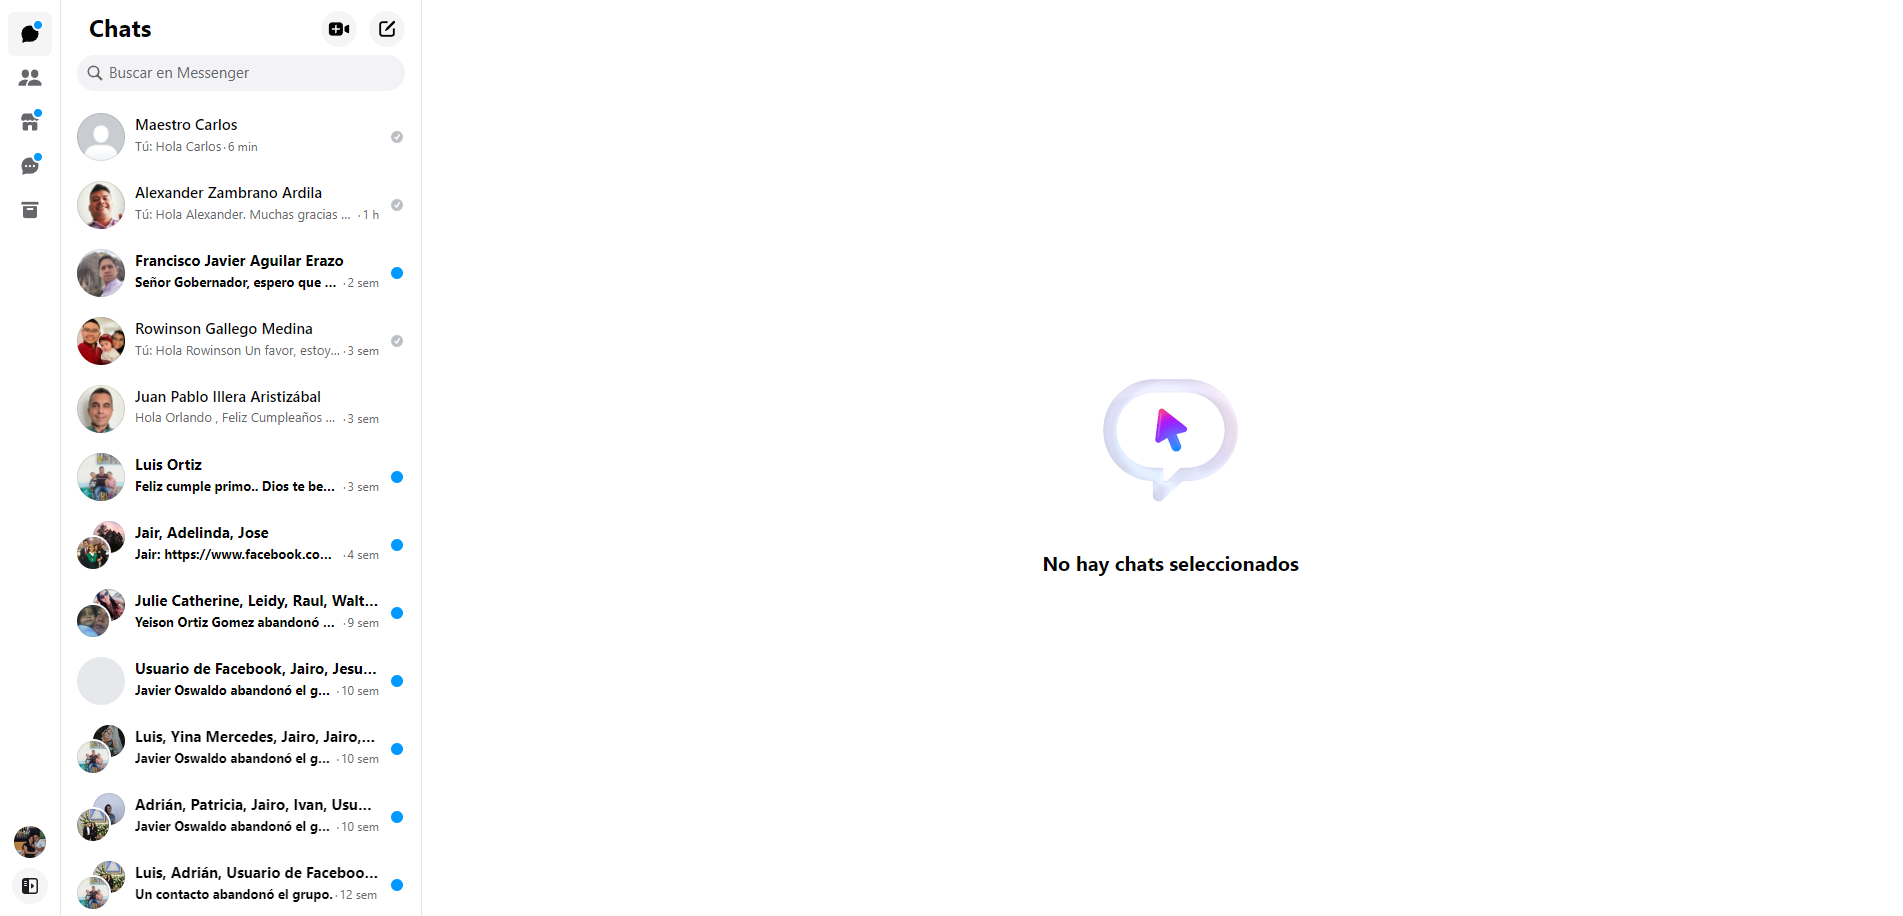 Chats
Buscar en Messenger
Maestro Carlos
Tú: Hola Carlos · 6 min
Alexander Zambrano Ardila
Tú: Hola Alexander. Muchas gracias ... · 1 h
Francisco Javier Aguilar Erazo
Señor Gobernador, espero que ... · 2 sem
Rowinson Gallego Medina
Tú: Hola Rowinson Un favor, estoy... · 3 sem
Juan Pablo Illera Aristizábal
Hola Orlando , Feliz Cumpleaños ... · 3 sem
Luis Ortiz
Feliz cumple primo.. Dios te be... · 3 sem
Jair, Adelinda, Jose
Jair: https://www.facebook.co... · 4 sem
Julie Catherine, Leidy, Raul, Walt...
Yeison Ortiz Gomez abandonó ... · 9 sem
Usuario de Facebook, Jairo, Jesu...
Javier Oswaldo abandonó el g... · 10 sem
Luis, Yina Mercedes, Jairo, Jairo,...
Javier Oswaldo abandonó el g... · 10 sem
Adrián, Patricia, Jairo, Ivan, Usu...
Javier Oswaldo abandonó el g... · 10 sem
Luis, Adrián, Usuario de Faceboo...
Un contacto abandonó el grupo. · 12 sem
No hay chats seleccionados